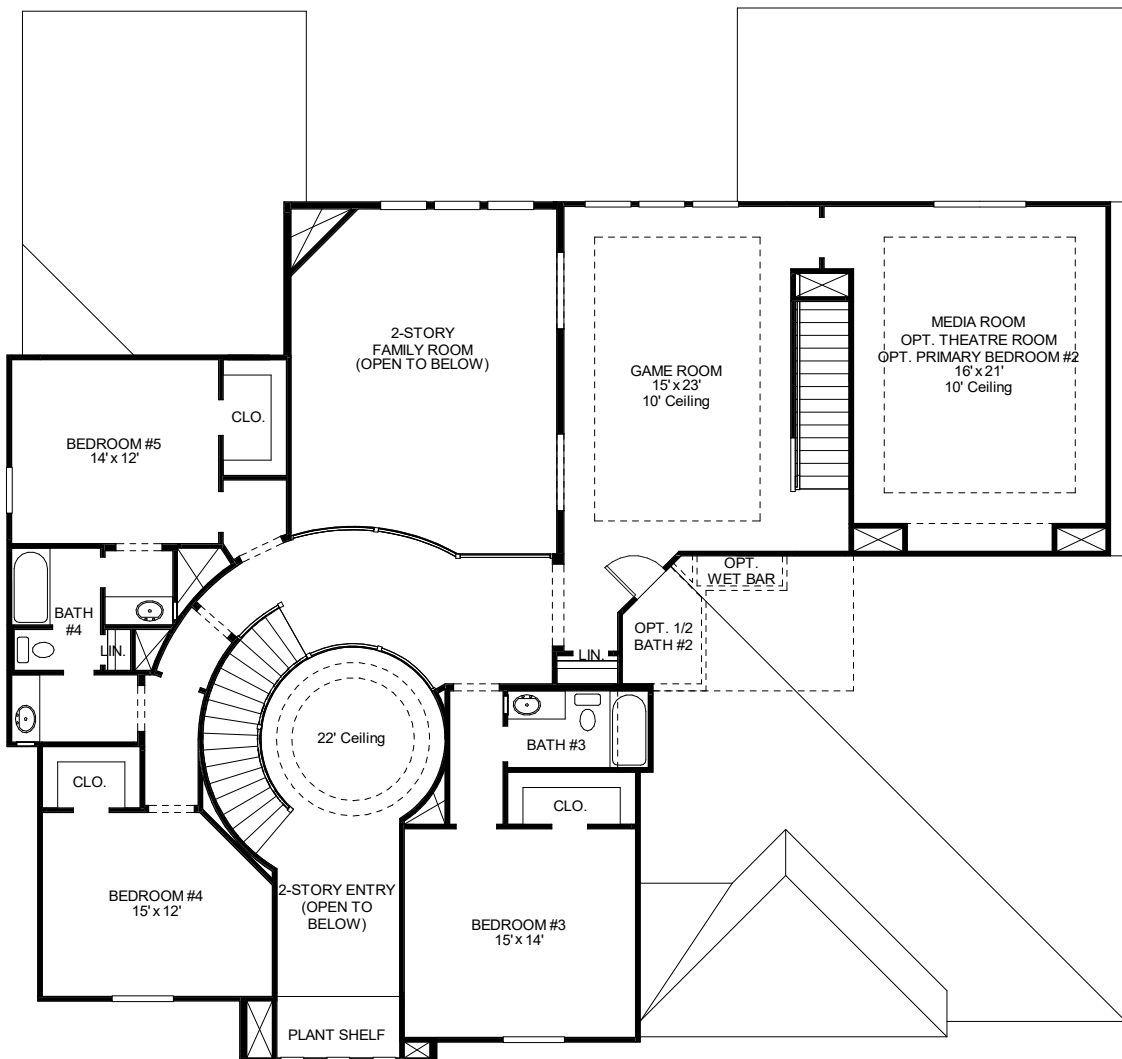 2-STORY
FAMILY ROOM
(OPEN TO BELOW)
GAME ROOM
15' x 23'
10' Ceiling
MEDIA ROOM
OPT. THEATRE ROOM
OPT. PRIMARY BEDROOM #2
16' x 21'
10' Ceiling
CLO.
BEDROOM #5
14' x 12'
OPT.
WET BAR
BATH
#4
LIN.
OPT. 1/2
BATH #2
LIN.
22' Ceiling
BATH #3
CLO.
CLO.
BEDROOM #4
15' x 12'
2-STORY ENTRY
(OPEN TO
BELOW)
BEDROOM #3
15' x 14'
PLANT SHELF